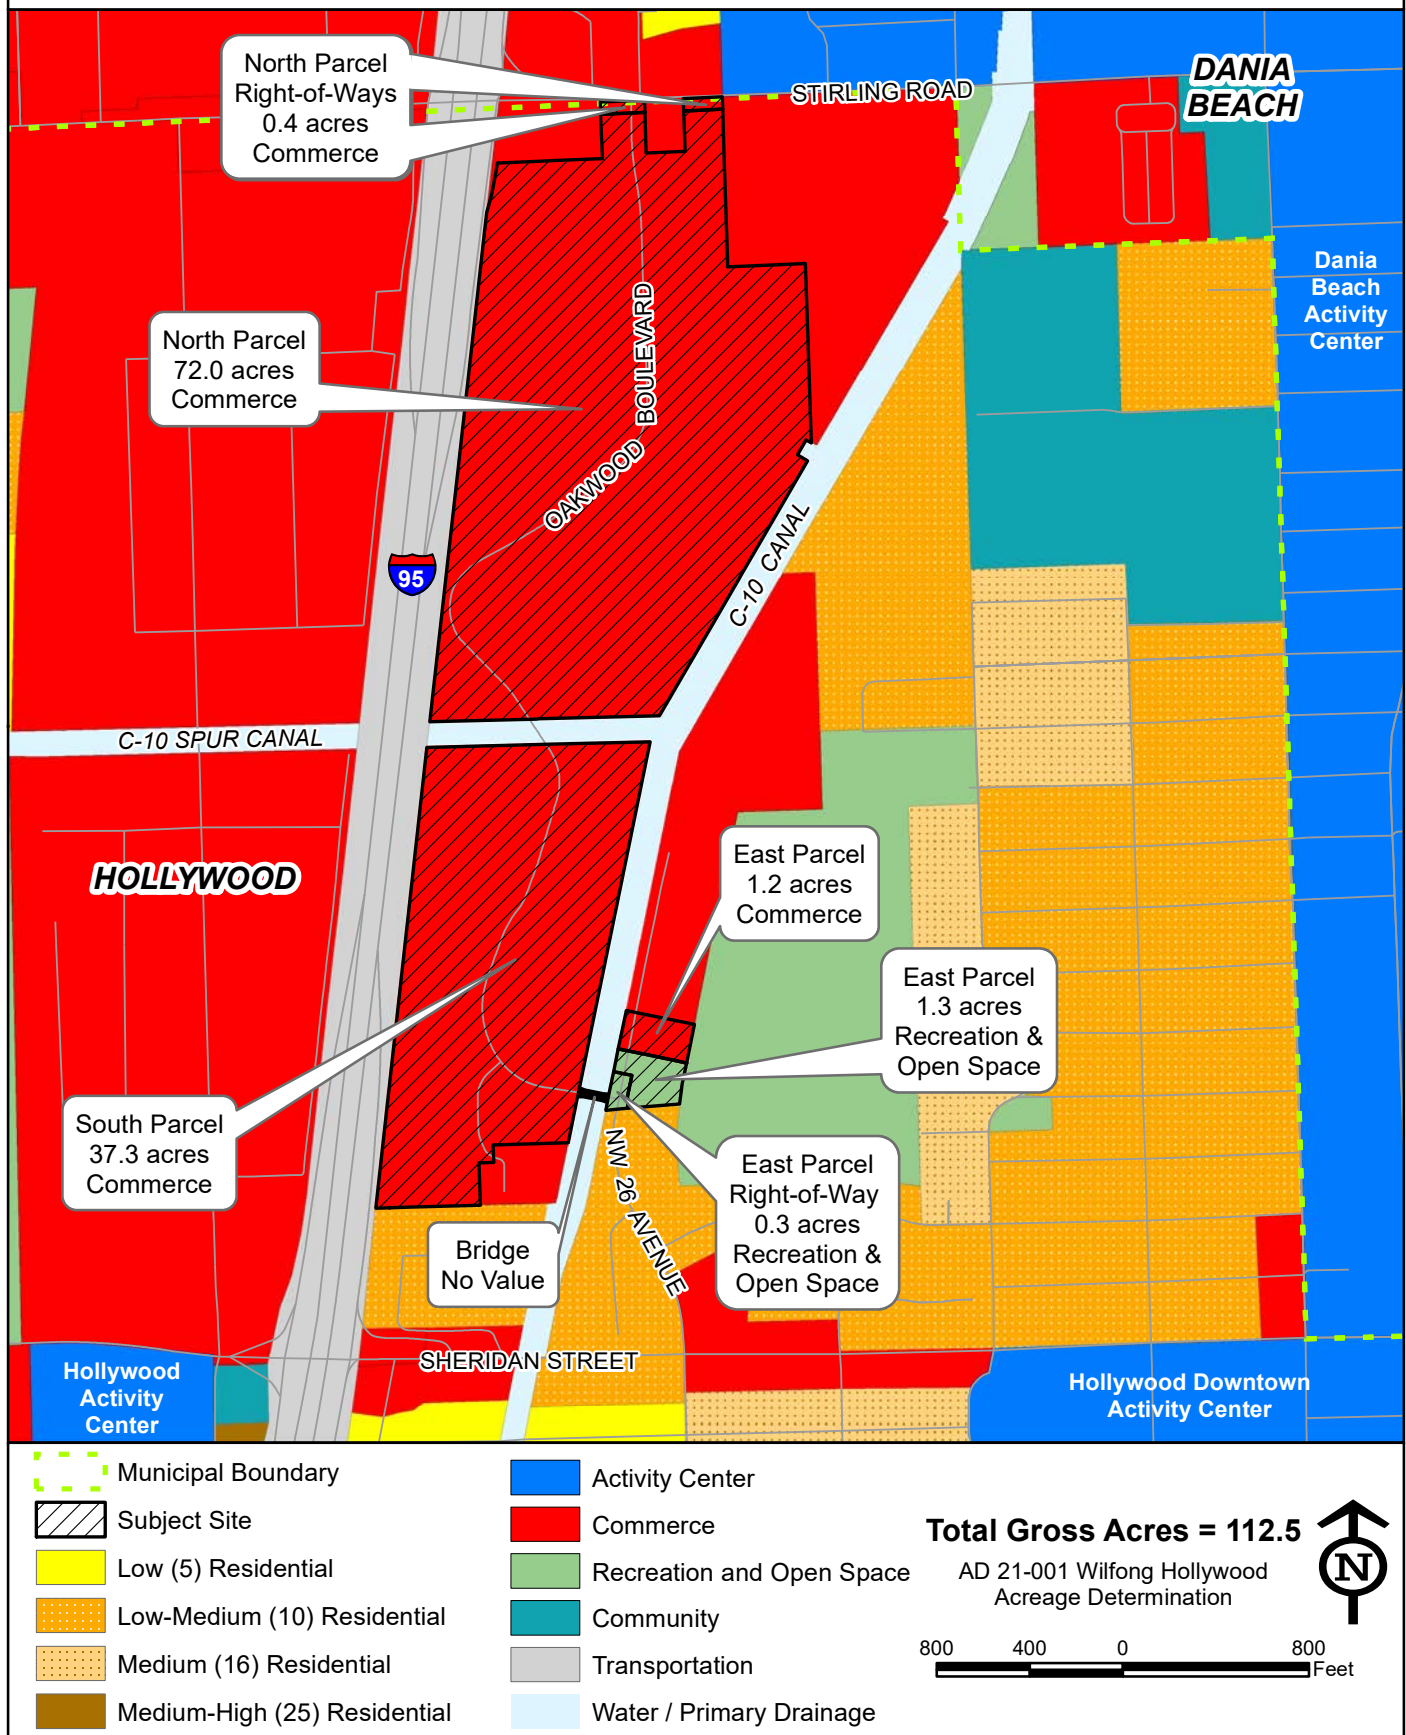 North Parcel
Right-of-Ways
0.4 acres
Commerce
STIRLING ROAD
DANIA
BEACH
Dania
Beach
Activity
Center
North Parcel
72.0 acres
Commerce
OAKWOOD BOULEVARD
C-10 CANAL
95
C-10 SPUR CANAL
HOLLYWOOD
East Parcel
1.2 acres
Commerce
East Parcel
1.3 acres
Recreation &
Open Space
South Parcel
37.3 acres
Commerce
East Parcel
Right-of-Way
0.3 acres
Recreation &
Open Space
NW 26 AVENUE
Bridge
No Value
SHERIDAN STREET
Hollywood
Activity
Center
Hollywood Downtown
Activity Center
Municipal Boundary
Subject Site
Low (5) Residential
Low-Medium (10) Residential
Medium (16) Residential
Medium-High (25) Residential
Activity Center
Commerce
Recreation and Open Space
Community
Transportation
Water / Primary Drainage
Total Gross Acres = 112.5
AD 21-001 Wilfong Hollywood
Acreage Determination
N
800 400 0 800
Feet